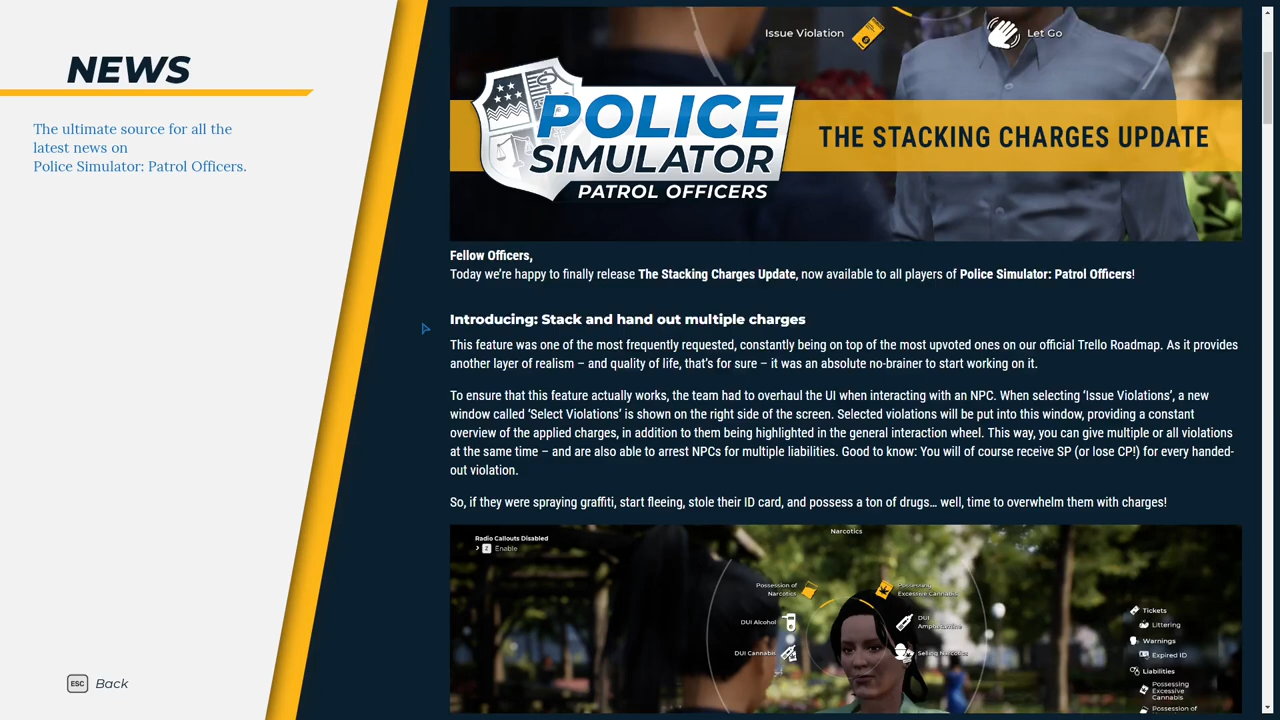 NEWS
The ultimate source for all the
latest news on
Police Simulator: Patrol Officers.
Issue Violation
Let Go
POLICE
SIMULATOR
PATROL OFFICERS
THE STACKING CHARGES UPDATE
Fellow Officers,
Today we're happy to finally release The Stacking Charges Update, now available to all players of Police Simulator: Patrol Officers!
Introducing: Stack and hand out multiple charges
This feature was one of the most frequently requested, constantly being on top of the most upvoted ones on our official Trello Roadmap. As it provides
another layer of realism – and quality of life, that's for sure – it was an absolute no-brainer to start working on it.
To ensure that this feature actually works, the team had to overhaul the UI when interacting with an NPC. When selecting 'Issue Violations', a new
window called 'Select Violations' is shown on the right side of the screen. Selected violations will be put into this window, providing a constant
overview of the applied charges, in addition to them being highlighted in the general interaction wheel. This way, you can give multiple or all violations
at the same time – and are also able to arrest NPCs for multiple liabilities. Good to know: You will of course receive SP (or lose CP!) for every handed-
out violation.
So, if they were spraying graffiti, start fleeing, stole their ID card, and possess a ton of drugs... well, time to overwhelm them with charges!
Radio Callouts Disabled
Z Enable
Narcotics
Possession of
Narcotics
Possessing
Excessive Cannabis
DUI Alcohol
DUI
Amphetamine
DUI Cannabis
Selling Narcotics
Tickets
Littering
Warnings
Expired ID
Liabilities
Possessing
Excessive
Cannabis
Possession of
ESC Back